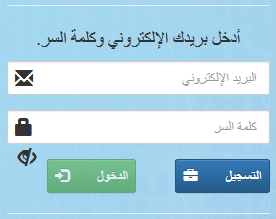 أدخل بريدك الإلكتروني وكلمة السر.
البريد الإلكتروني
كلمة السر
التسجيل
الدخول